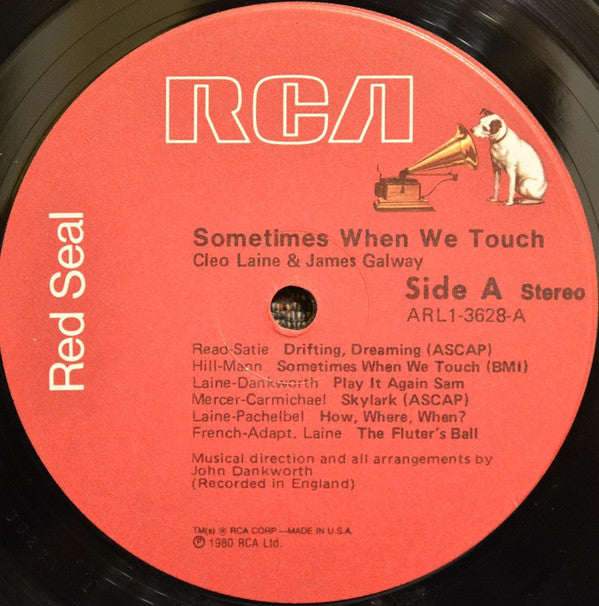 RCA
Red Seal
Sometimes When We Touch
Cleo Laine & James Galway
Side A Stereo
ARL1-3628-A
Read-Satie Drifting, Dreaming (ASCAP)
Hill-Mann Sometimes When We Touch (BMI)
Laine-Dankworth Play It Again Sam
Mercer-Carmichael Skylark (ASCAP)
Laine-Pachelbel How, Where, When?
French-Adapt. Laine The Fluter's Ball
Musical direction and all arrangements by
John Dankworth
(Recorded in England)
TM(s) ® RCA CORP—MADE IN U.S.A.
℗ 1980 RCA Ltd.